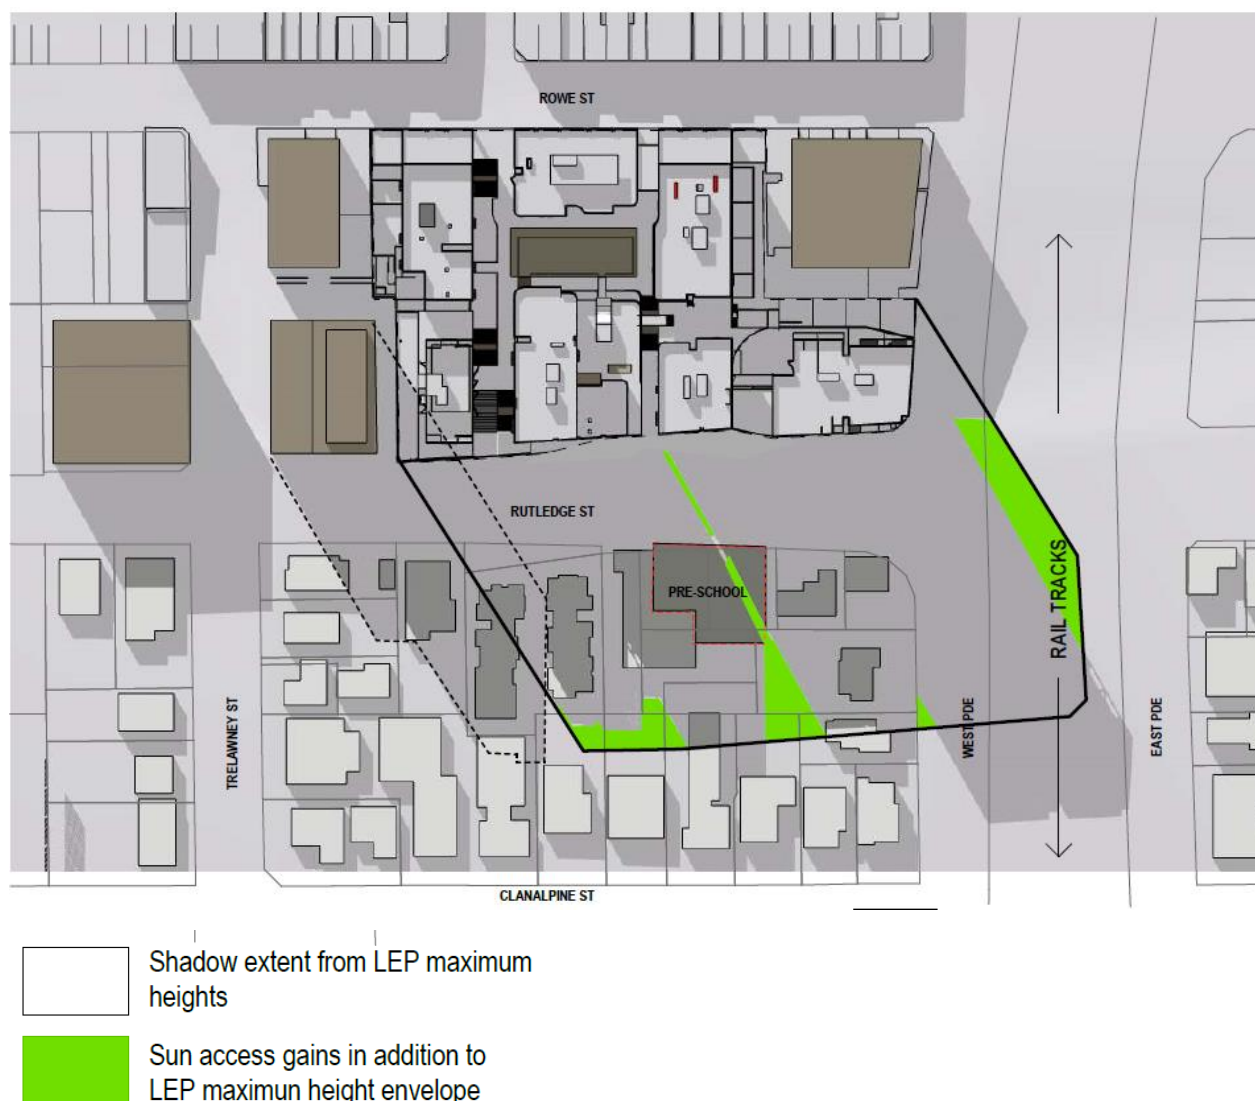 ROWE ST
RUTLEDGE ST
PRE-SCHOOL
RAIL TRACKS
TRELAWNEY ST
WEST PDE
EAST PDE
CLANALPINE ST
Shadow extent from LEP maximum
heights
Sun access gains in addition to
LEP maximun height envelope